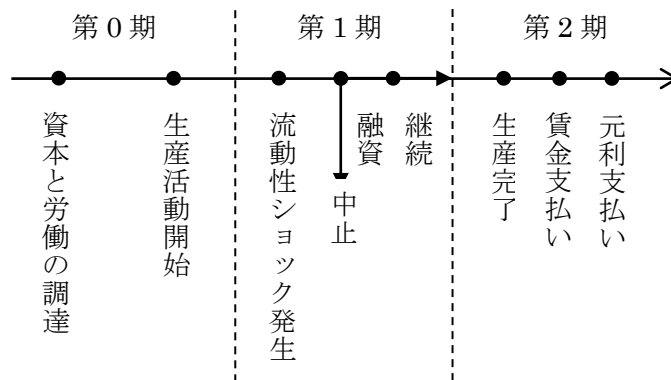 第 0 期
第 1 期
第 2 期
資本と労働の調達
生産活動開始
流動性ショック発生
中止
融資
継続
生産完了
賃金支払い
元利支払い